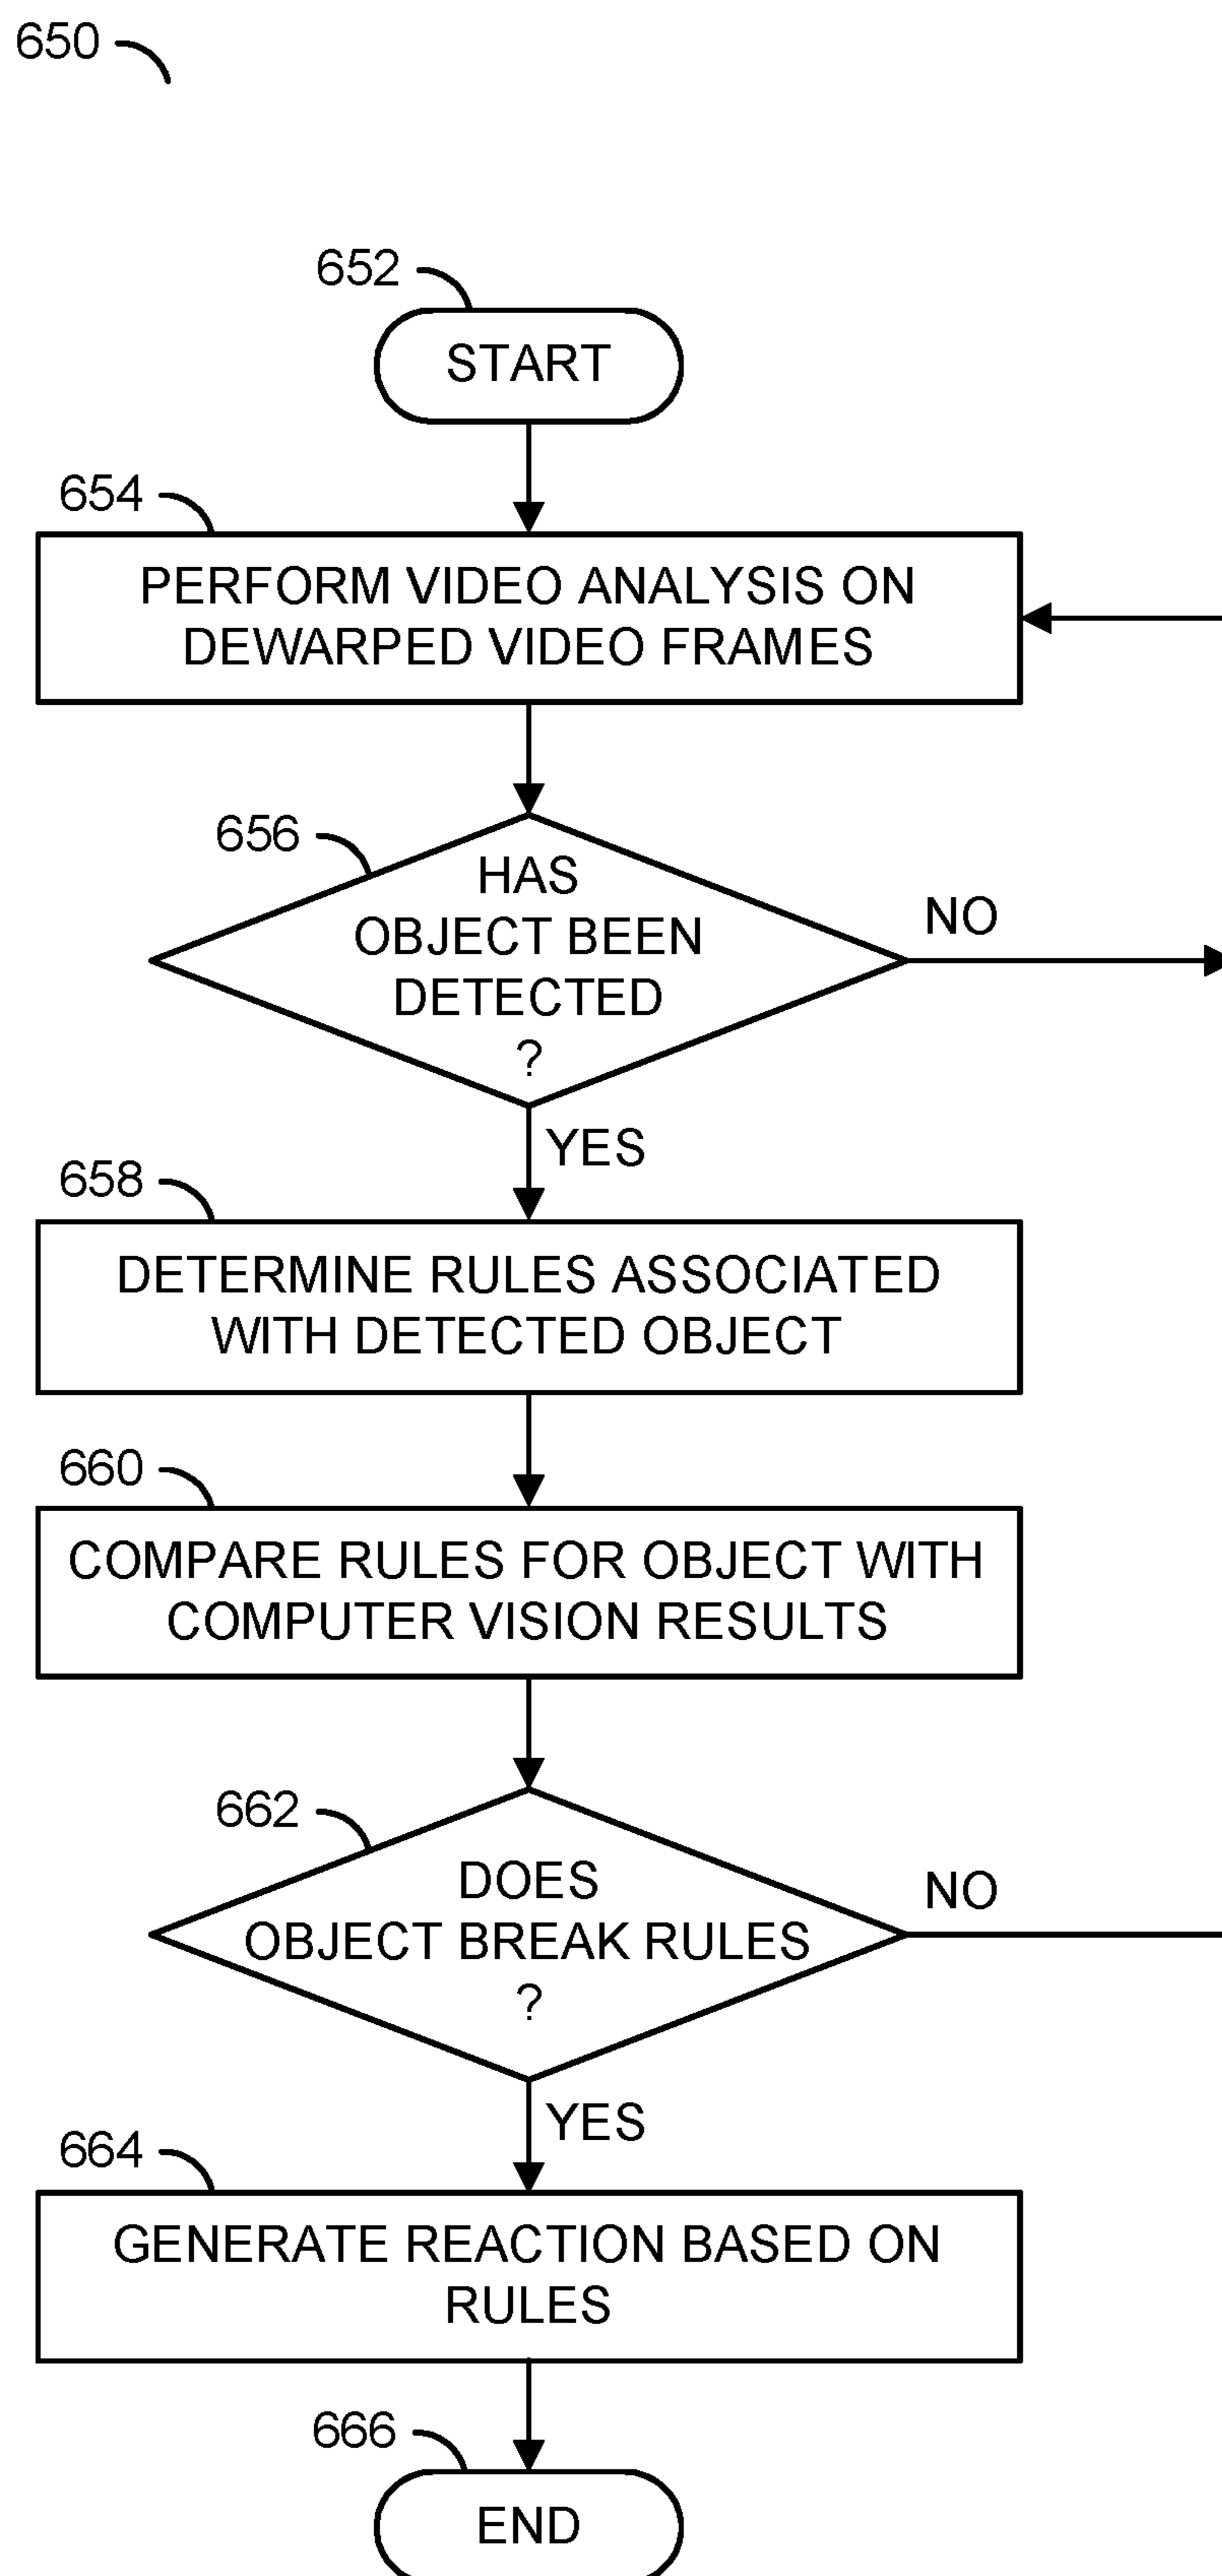 650
652
START
654
PERFORM VIDEO ANALYSIS ON
DEWARPED VIDEO FRAMES
656
HAS
OBJECT BEEN
DETECTED
?
NO
YES
658
DETERMINE RULES ASSOCIATED
WITH DETECTED OBJECT
660
COMPARE RULES FOR OBJECT WITH
COMPUTER VISION RESULTS
662
DOES
OBJECT BREAK RULES
?
NO
YES
664
GENERATE REACTION BASED ON
RULES
666
END